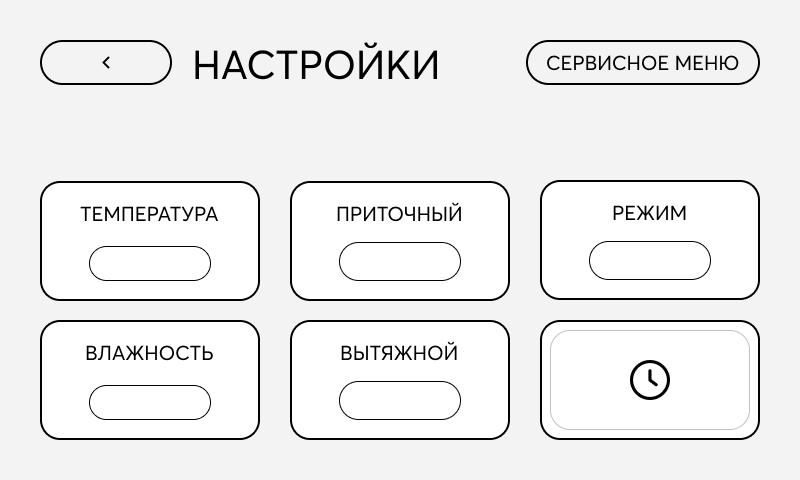 НАСТРОЙКИ
СЕРВИСНОЕ МЕНЮ
ТЕМПЕРАТУРА
ПРИТОЧНЫЙ
РЕЖИМ
ВЛАЖНОСТЬ
ВЫТЯЖНОЙ